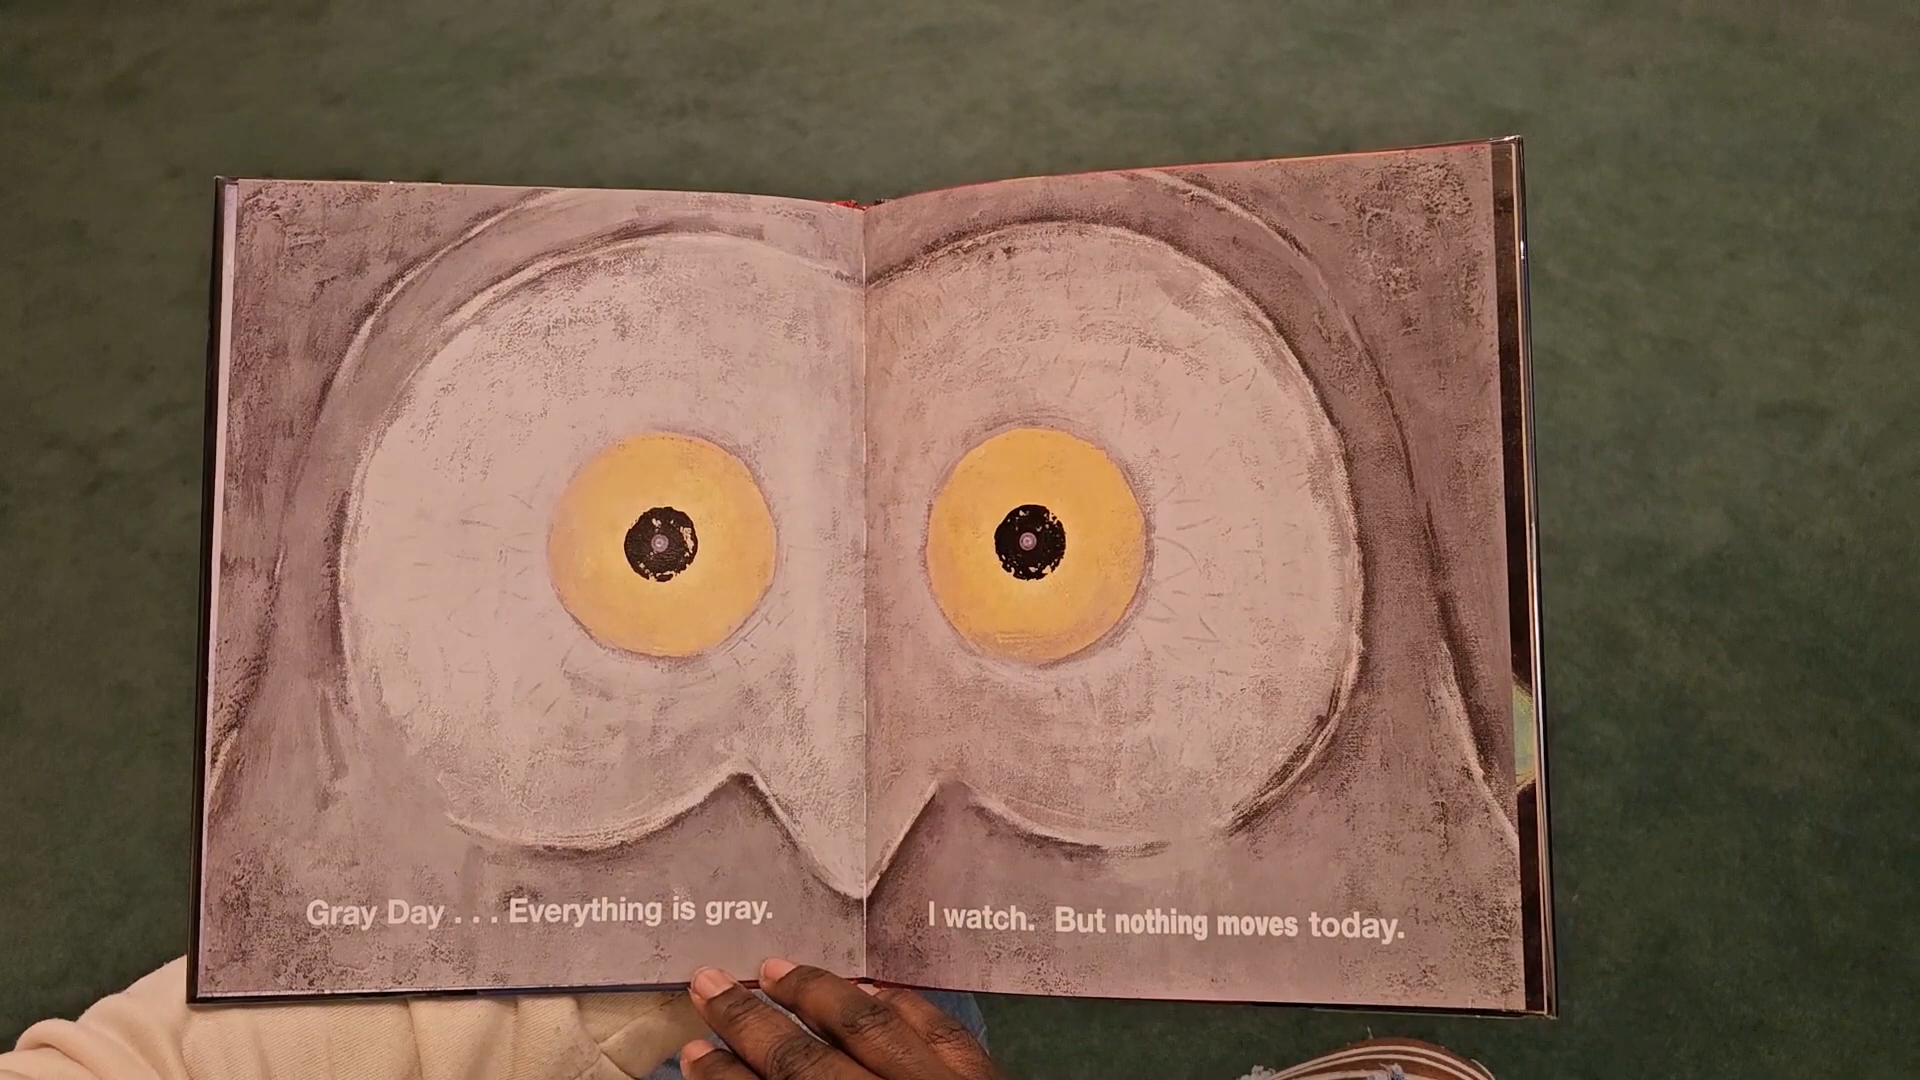 Gray Day . . . Everything is gray.
I watch. But nothing moves today.